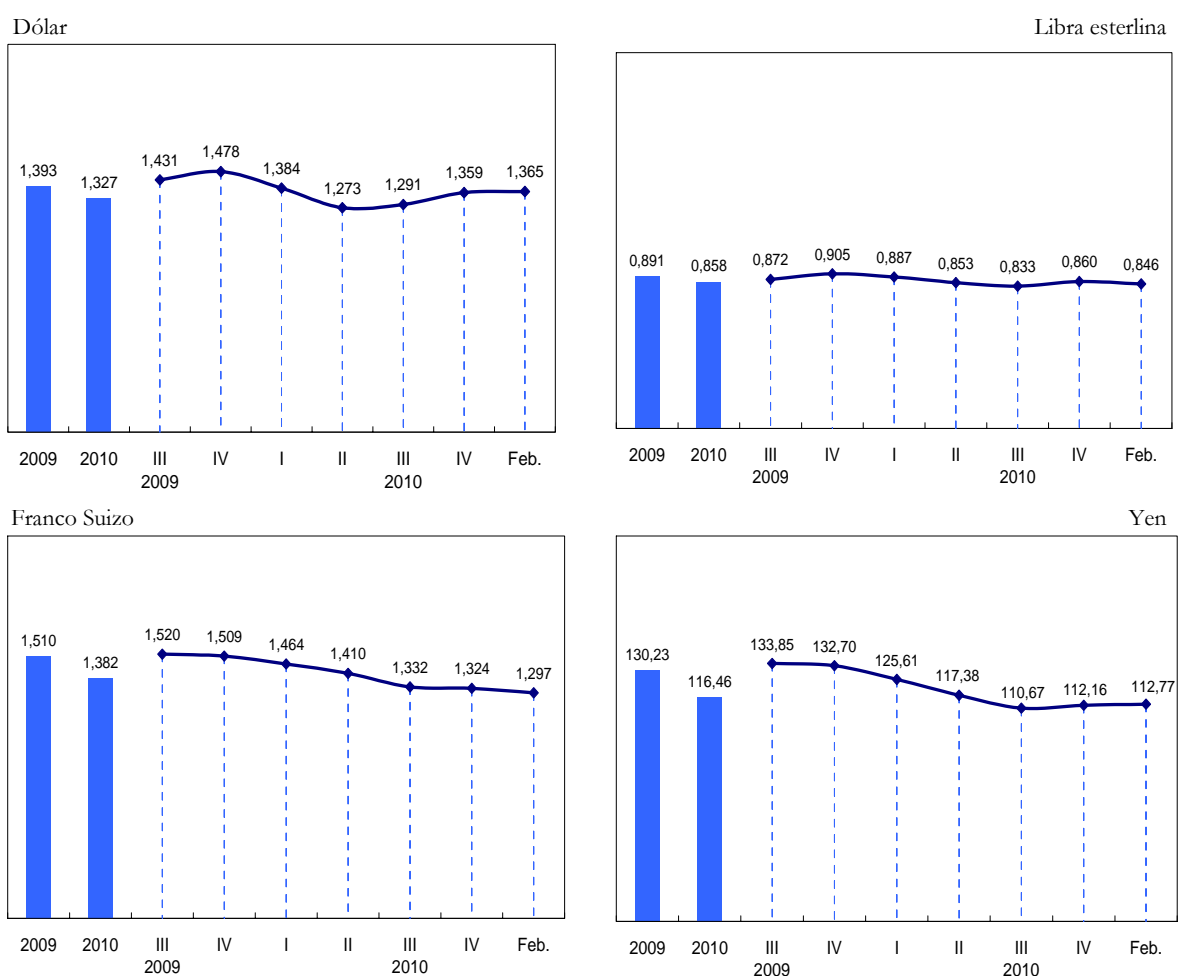 Dólar
1,393 1,327 1,431 1,478 1,384 1,273 1,291 1,359 1,365
2009 2010 III IV I II III IV Feb.
2009 2010
Libra esterlina
0,891 0,858 0,872 0,905 0,887 0,853 0,833 0,860 0,846
2009 2010 III IV I II III IV Feb.
2009 2010
Franco Suizo
1,510 1,382 1,520 1,509 1,464 1,410 1,332 1,324 1,297
2009 2010 III IV I II III IV Feb.
2009 2010
Yen
130,23 116,46 133,85 132,70 125,61 117,38 110,67 112,16 112,77
2009 2010 III IV I II III IV Feb.
2009 2010